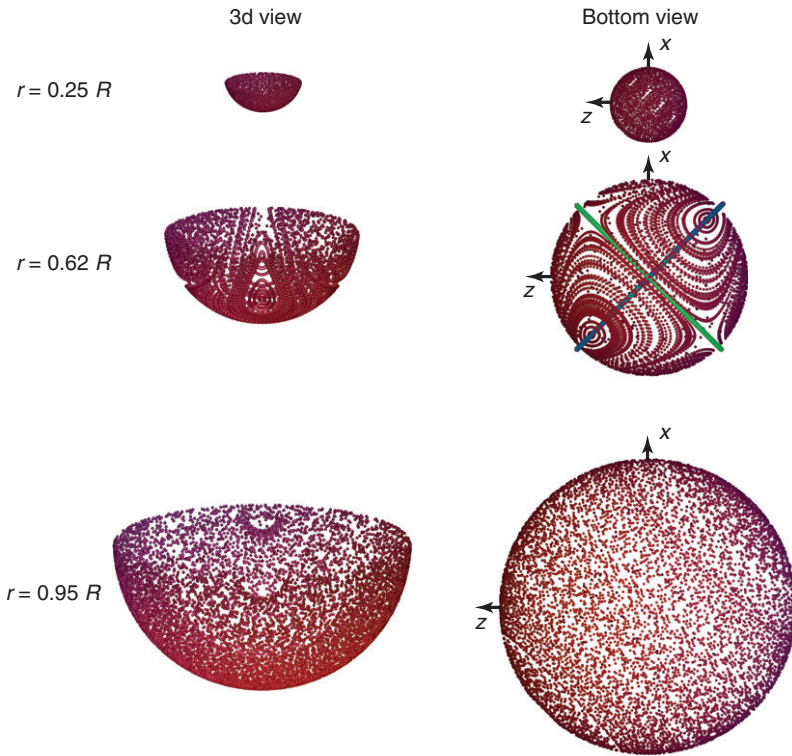 3d view
Bottom view
r = 0.25 R
x
z
x
r = 0.62 R
z
x
r = 0.95 R
z